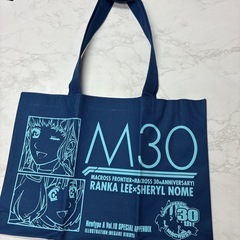 M30
MACROSS FRONTIER×MACROSS 30th ANNIVERSARY!
RANKA LEE×SHERYL NOME
Newtype A Vol.10 SPECIAL APPENDIX
30